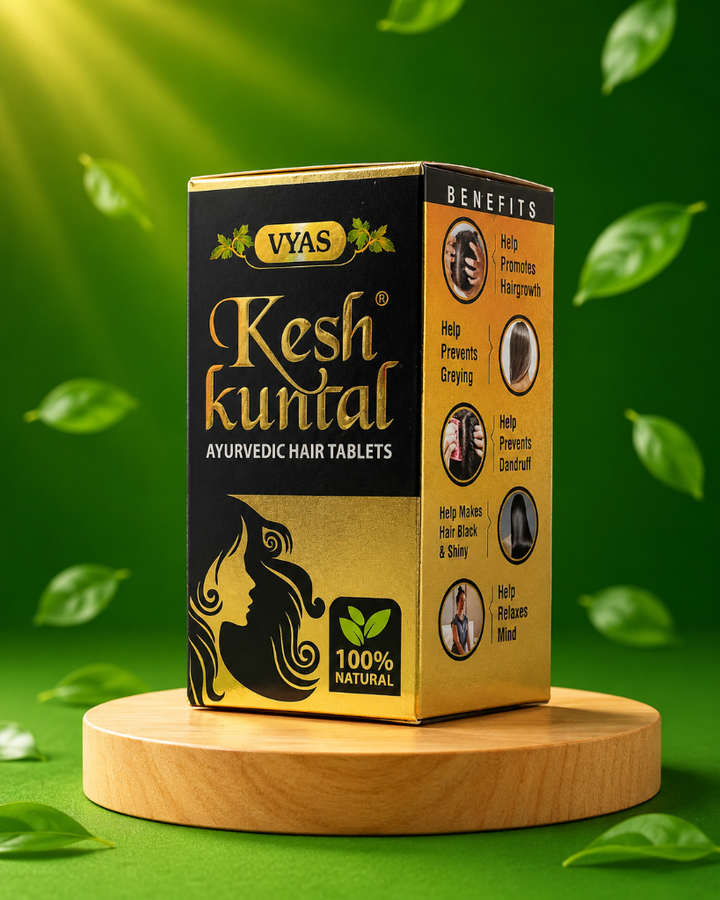 VYAS
Kesh®
kuntal
AYURVEDIC HAIR TABLETS
100%
NATURAL
BENEFITS
Help
Promotes
Hairgrowth
Help
Prevents
Greying
Help
Prevents
Dandruff
Help Makes
Hair Black
& Shiny
Help
Relaxes
Mind